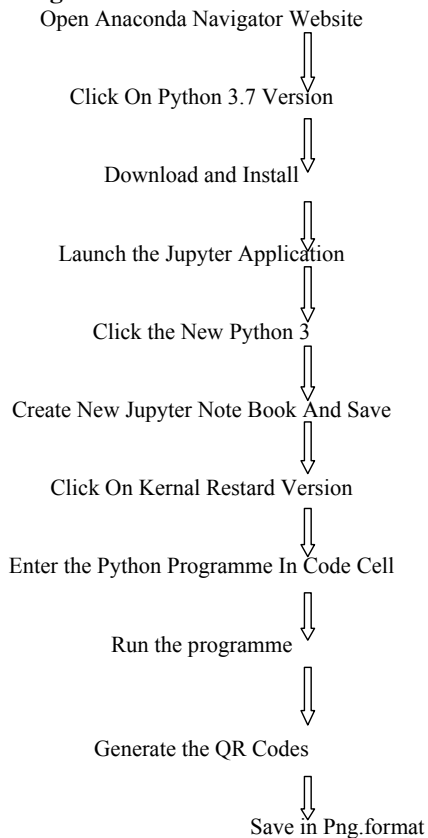 Open Anaconda Navigator Website
Click On Python 3.7 Version
Download and Install
Launch the Jupyter Application
Click the New Python 3
Create New Jupyter Note Book And Save
Click On Kernal Restard Version
Enter the Python Programme In Code Cell
Run the programme
Generate the QR Codes
Save in Png.format